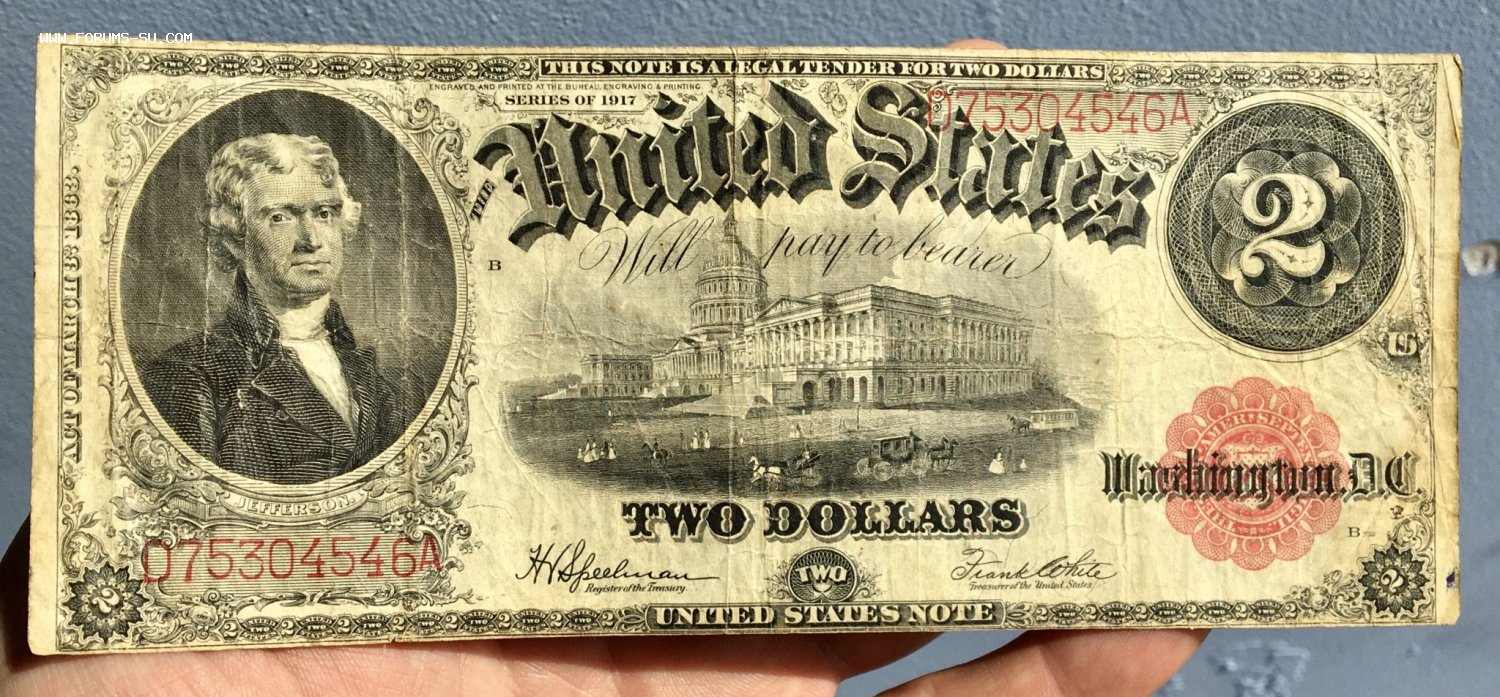 WWW.FORUMS-SU.COM
THIS NOTE IS A LEGAL TENDER FOR TWO DOLLARS
ENGRAVED AND PRINTED AT THE BUREAU, ENGRAVING & PRINTING.
SERIES OF 1917
D75304546A
THE
United States
2
Will pay to bearer
B
ACT OF MARCH 3, 1863.
JEFFERSON.
Washington, D.C.
TWO DOLLARS
B
D75304546A
H V Speelman
Frank White
Register of the Treasury.
TWO
Treasurer of the United States.
2
2
UNITED STATES NOTE